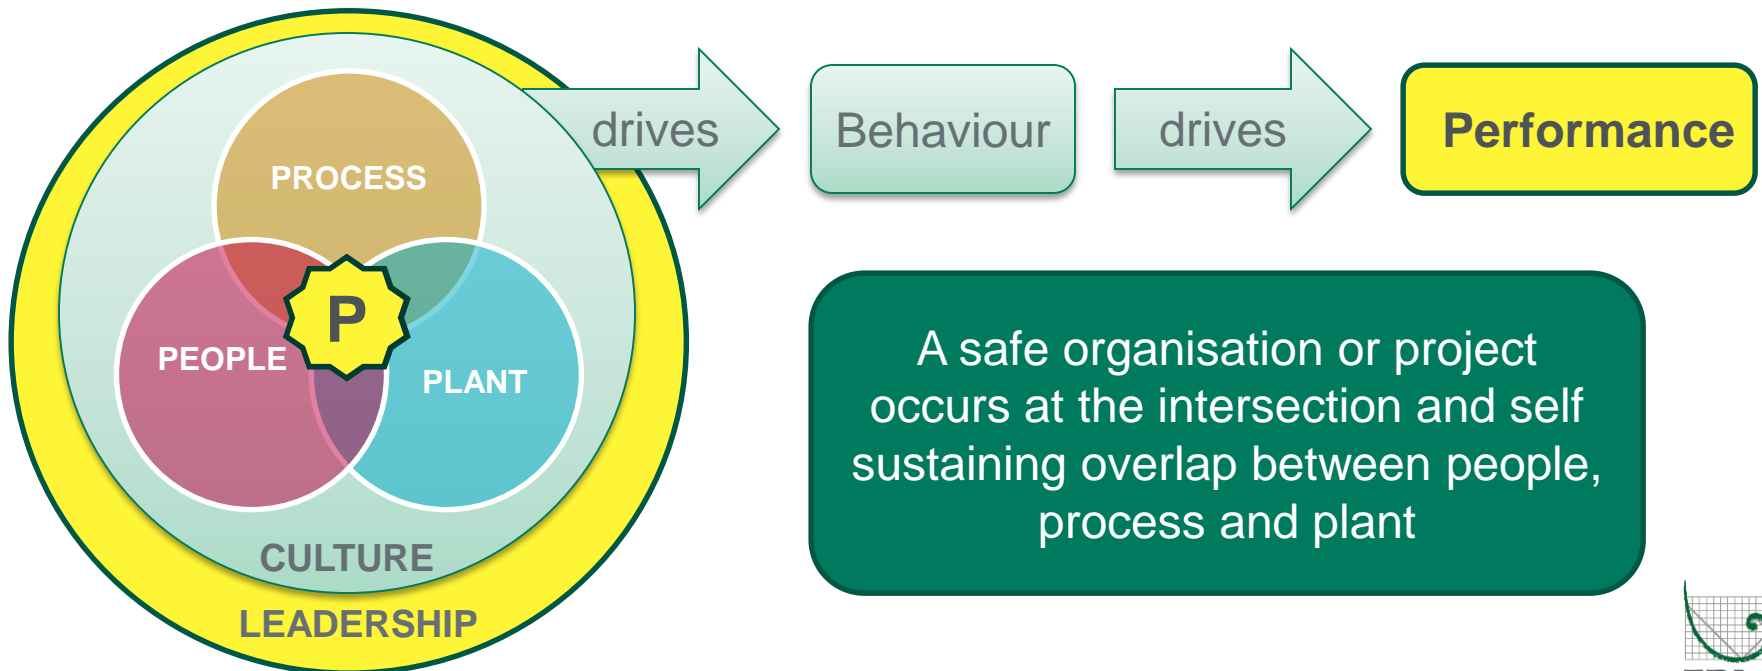 drives
Behaviour
drives
Performance
PROCESS
P
PEOPLE
PLANT
CULTURE
LEADERSHIP
A safe organisation or project
occurs at the intersection and self
sustaining overlap between people,
process and plant